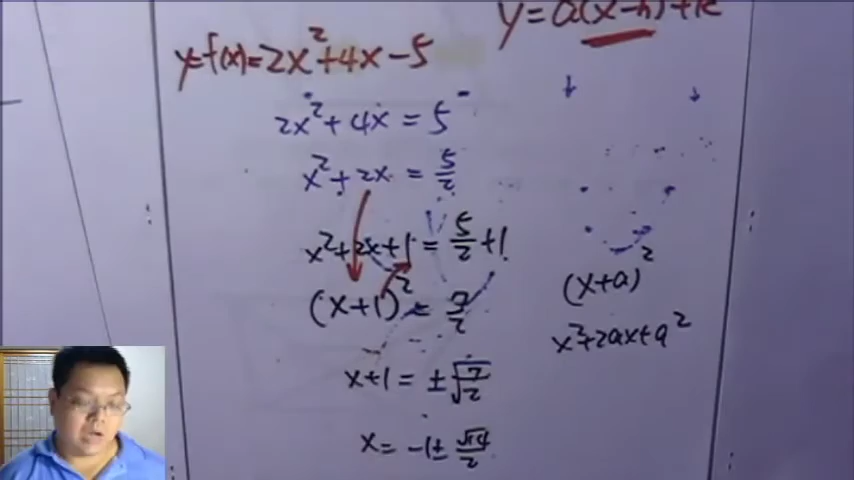 y=a(x-h)+k
y=f(x)=2x²+4x-5
2x²+4x=5
x²+2x=5/2
x²+2x+1=5/2+1
(x+1)²=7/2
(x+a)²
x²+2ax+a²
x+1=±√7/√2
x=-1±√14/2